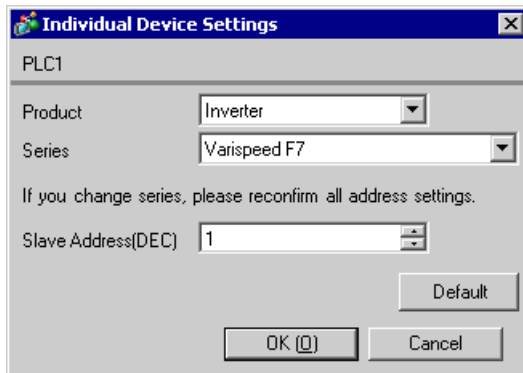 Individual Device Settings
PLC1
Product Inverter
Series Varispeed F7
If you change series, please reconfirm all address settings.
Slave Address(DEC) 1
Default
OK (O) Cancel